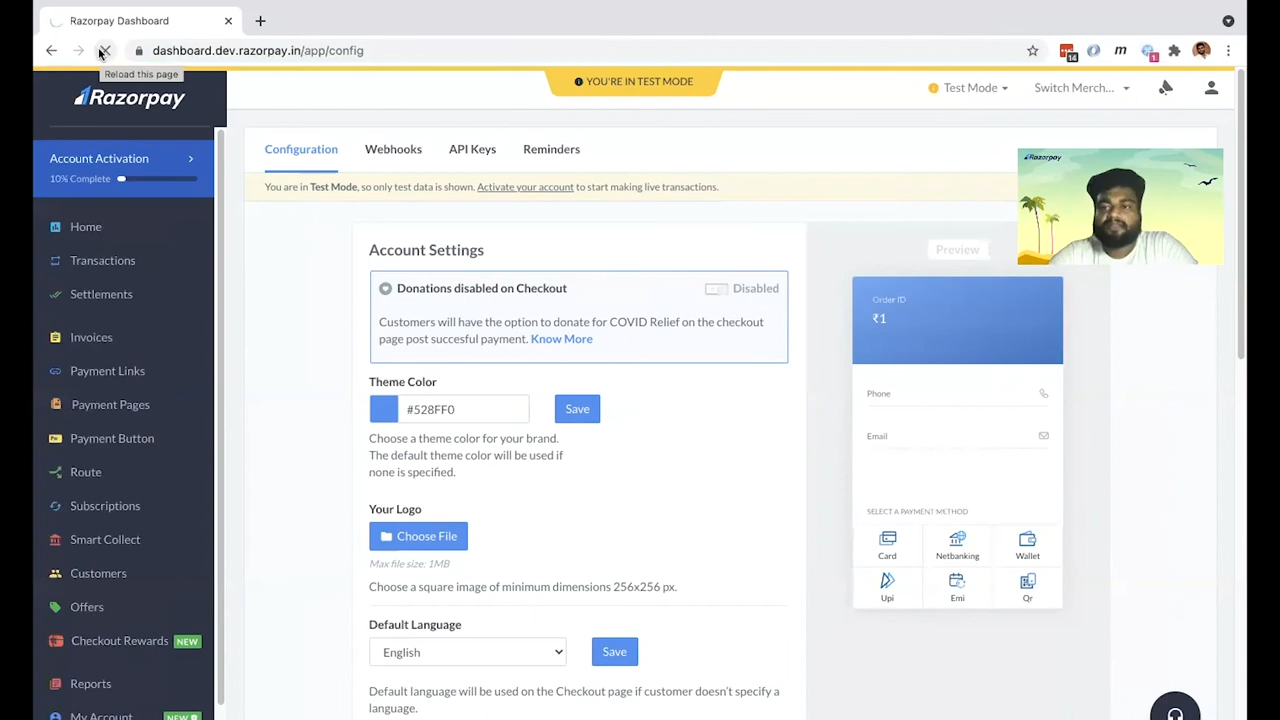 Razorpay Dashboard
dashboard.dev.razorpay.in/app/config
14
m
1
Reload this page
Razorpay
YOU'RE IN TEST MODE
Test Mode
Switch Merch...
Account Activation
10% Complete
Home
Transactions
Settlements
Invoices
Payment Links
Payment Pages
Payment Button
Route
Subscriptions
Smart Collect
Customers
Offers
Checkout Rewards NEW
Reports
My Account NEW
Configuration
Webhooks
API Keys
Reminders
You are in Test Mode, so only test data is shown. Activate your account to start making live transactions.
Account Settings
Donations disabled on Checkout
Disabled
Customers will have the option to donate for COVID Relief on the checkout
page post succesful payment. Know More
Theme Color
#528FF0
Save
Choose a theme color for your brand.
The default theme color will be used if
none is specified.
Your Logo
Choose File
Max file size: 1MB
Choose a square image of minimum dimensions 256x256 px.
Default Language
English
Save
Default language will be used on the Checkout page if customer doesn't specify a
language.
Razorpay
Preview
Order ID
₹1
Phone
Email
SELECT A PAYMENT METHOD
Card
Netbanking
Wallet
Upi
Emi
Qr